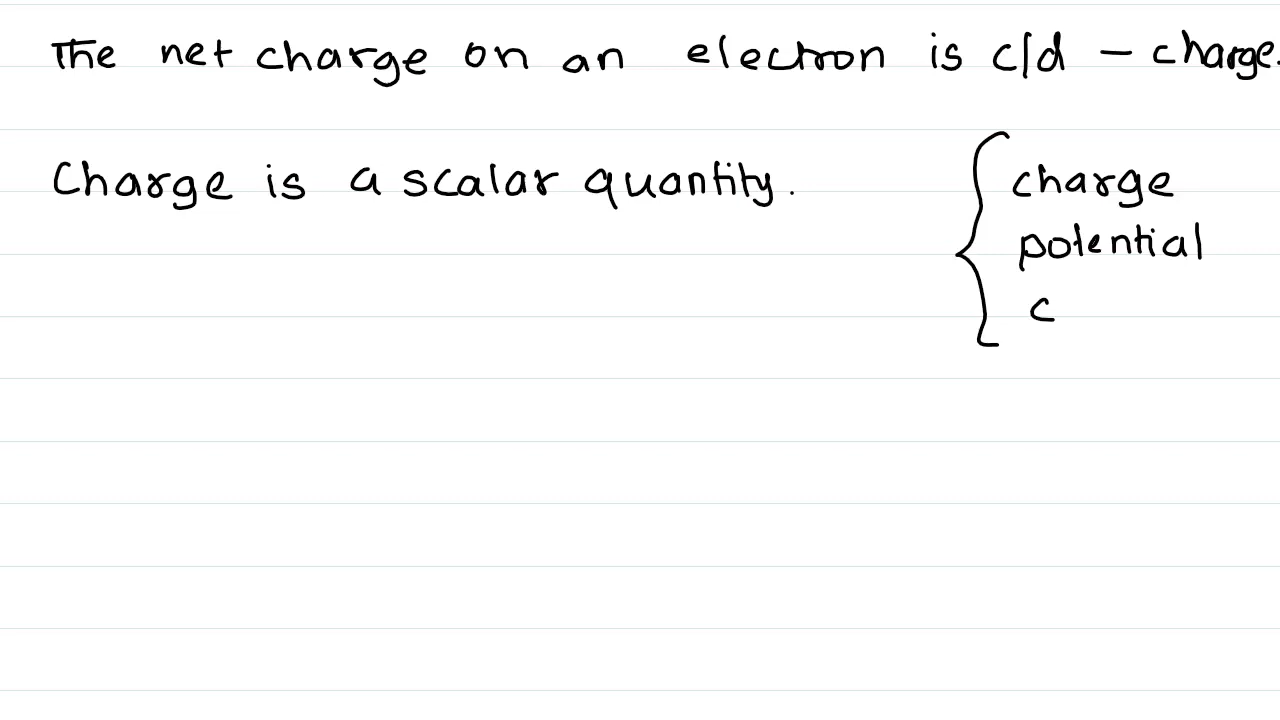 The net charge on an electron is c/d - charge.
Charge is a scalar quantity.
charge
potential
c